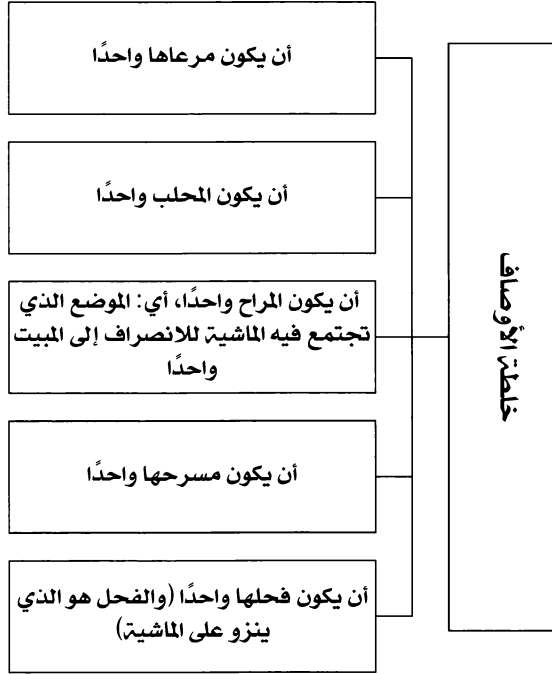 خلطة الأوصاف
أن يكون مرعاها واحدًا
أن يكون المحلب واحدًا
أن يكون المراح واحدًا، أي: الموضع الذي
تجتمع فيه الماشية للانصراف إلى المبيت
واحدًا
أن يكون مسرحها واحدًا
أن يكون فحلها واحدًا (والفحل هو الذي
ينزو على الماشية)